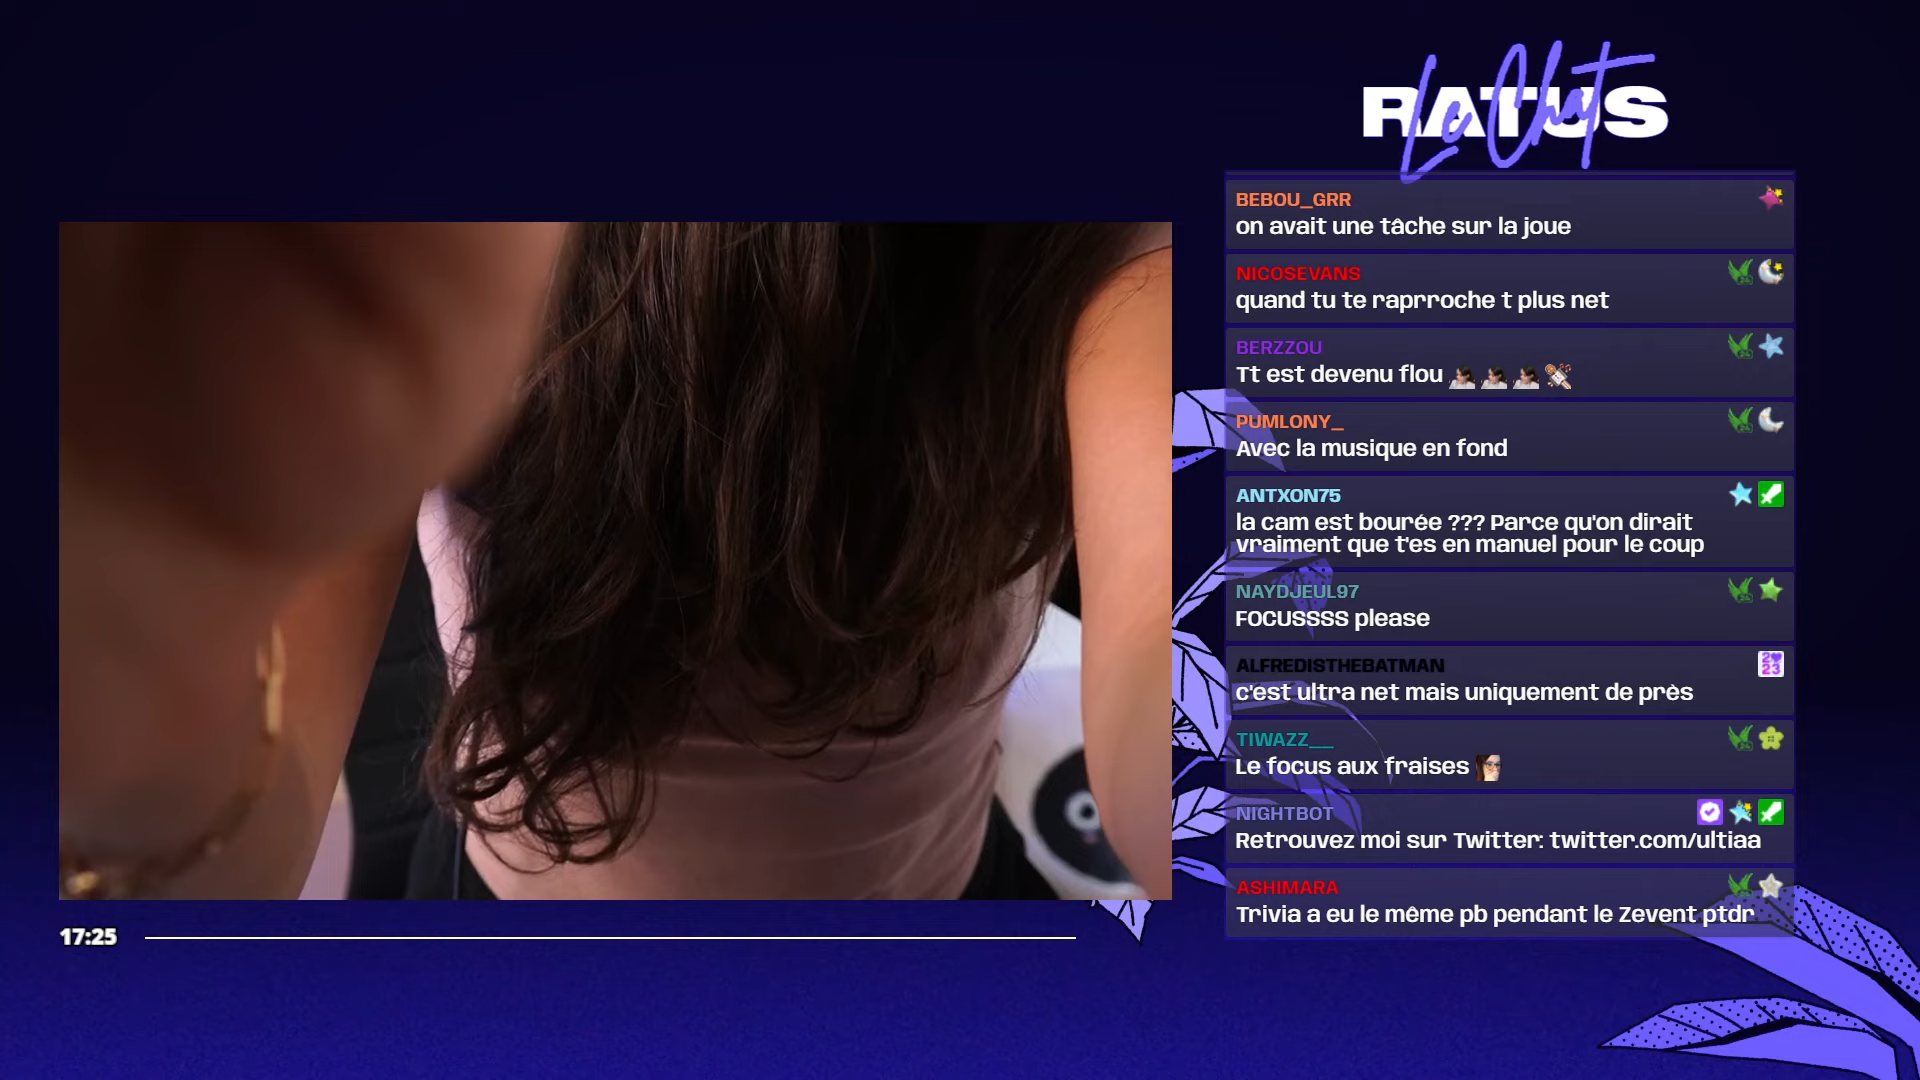 RATUS
Le Chat
BEBOU_GRR
on avait une tâche sur la joue
NICOSEVANS
quand tu te raprroche t plus net
BERZZOU
Tt est devenu flou
PUMLONY_
Avec la musique en fond
ANTXON75
la cam est bourée ??? Parce qu'on dirait
vraiment que t'es en manuel pour le coup
NAYDJEUL97
FOCUSSSS please
ALFREDISTHEBATMAN
2 23
c'est ultra net mais uniquement de près
TIWAZZ__
Le focus aux fraises
NIGHTBOT
Retrouvez moi sur Twitter: twitter.com/ultiaa
ASHIMARA
Trivia a eu le même pb pendant le Zevent ptdr
17:25